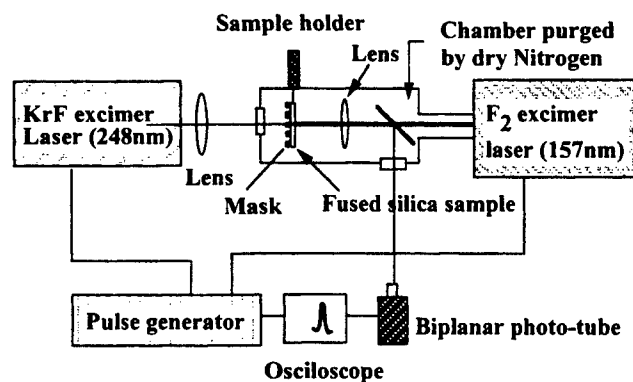 Sample holder
Chamber purged
by dry Nitrogen
Lens
KrF excimer
Laser (248nm)
F2 excimer
laser (157nm)
Lens
Mask
Fused silica sample
Pulse generator
Biplanar photo-tube
Osciloscope